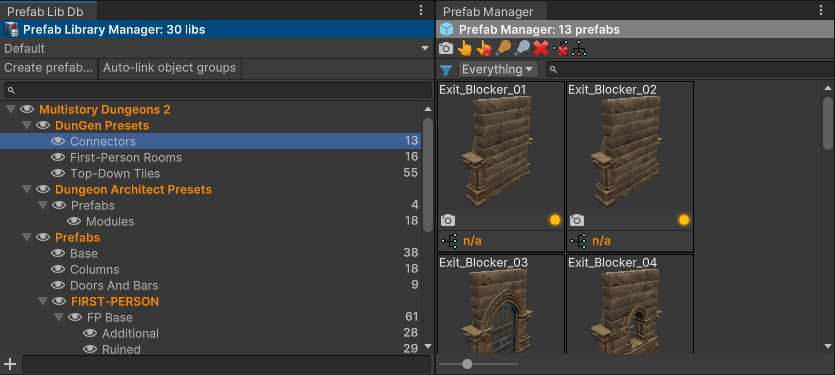 Prefab Lib Db
Prefab Library Manager: 30 libs
Default
Create prefab... Auto-link object groups
Multistory Dungeons 2
DunGen Presets
Connectors 13
First-Person Rooms 16
Top-Down Tiles 55
Dungeon Architect Presets
Prefabs 4
Modules 18
Prefabs
Base 38
Columns 18
Doors And Bars 9
FIRST-PERSON
FP Base 61
Additional 28
Ruined 29
Prefab Manager
Prefab Manager: 13 prefabs
Everything
Exit_Blocker_01 Exit_Blocker_02
n/a n/a
Exit_Blocker_03 Exit_Blocker_04